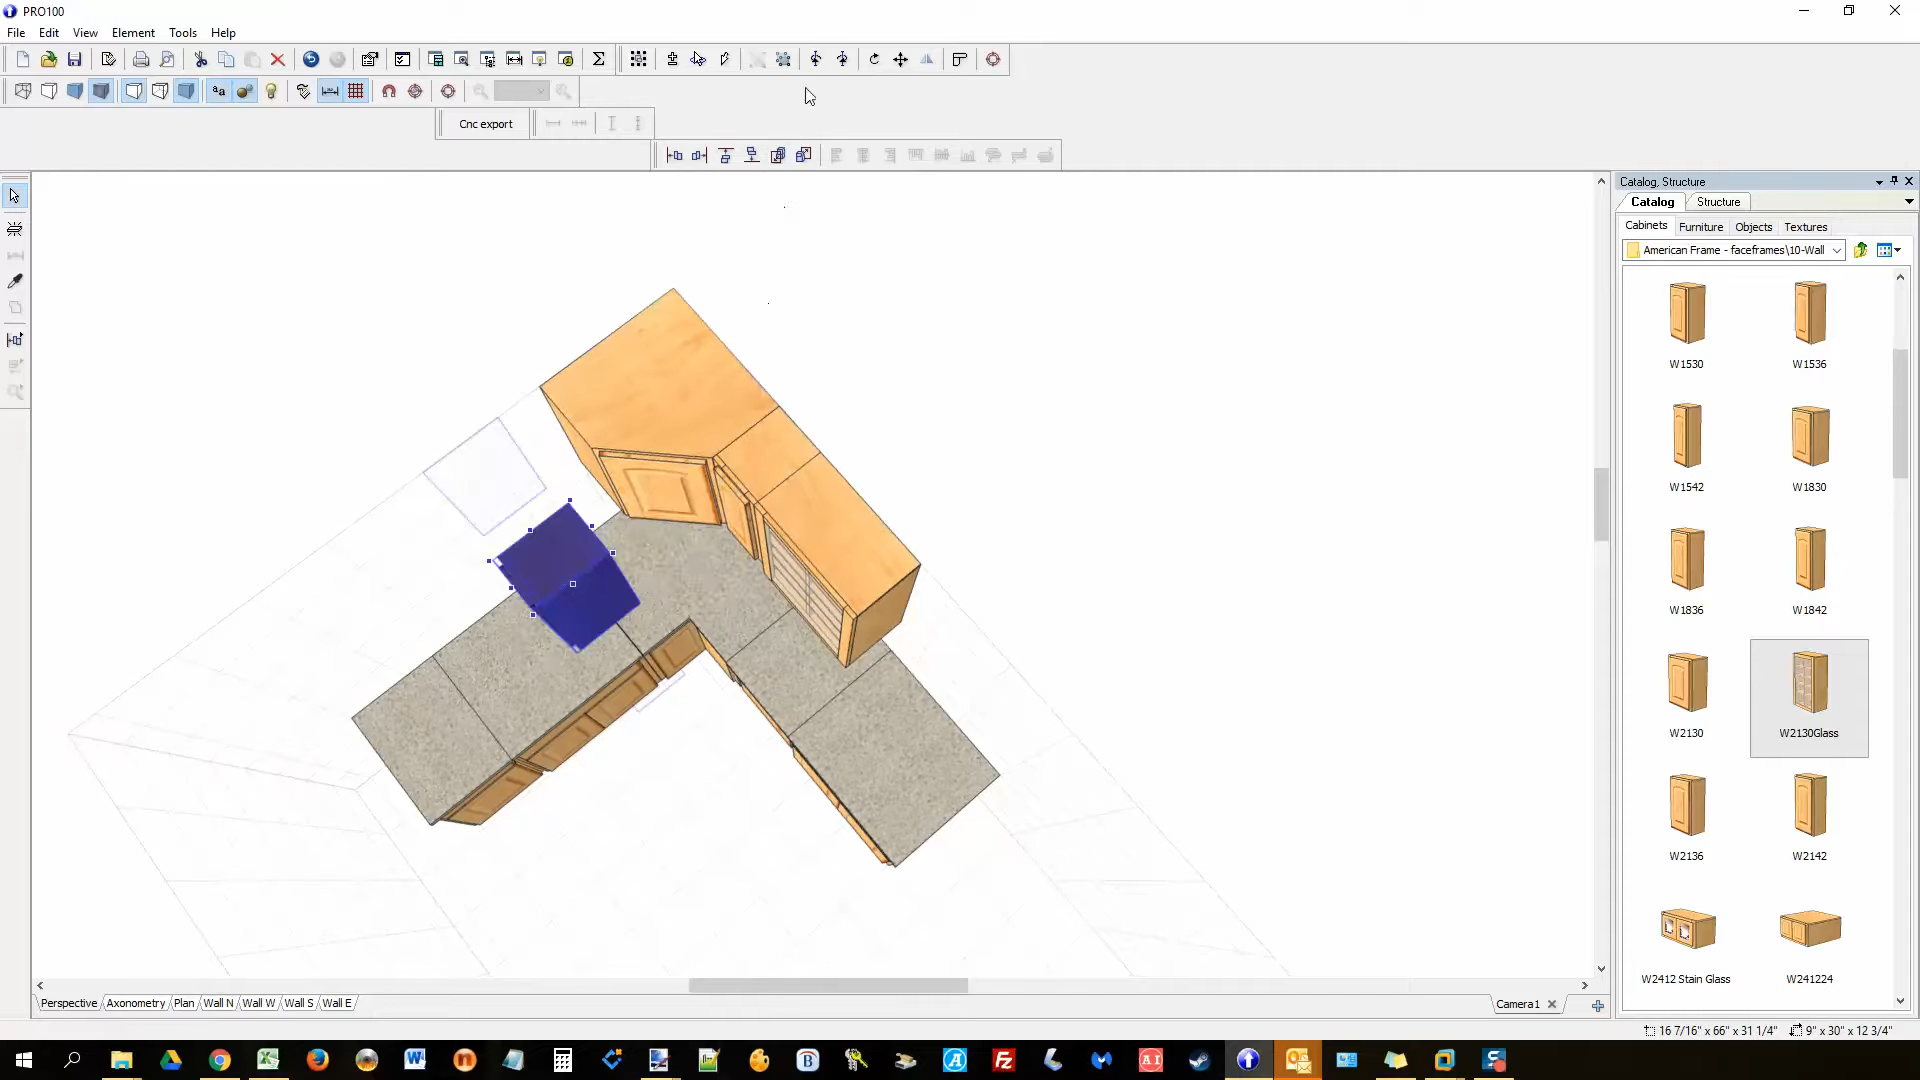 PRO100
File Edit View Element Tools Help
aa
Cnc export
Catalog, Structure
Catalog Structure
Cabinets Furniture Objects Textures
American Frame - faceframes\10-Wall
W1530 W1536
W1542 W1830
W1836 W1842
W2130 W2130Glass
W2136 W2142
W2412 Stain Glass W241224
Perspective Axonometry Plan Wall N Wall W Wall S Wall E
Camera1
16 7/16" x 66" x 31 1/4" 9" x 30" x 12 3/4"